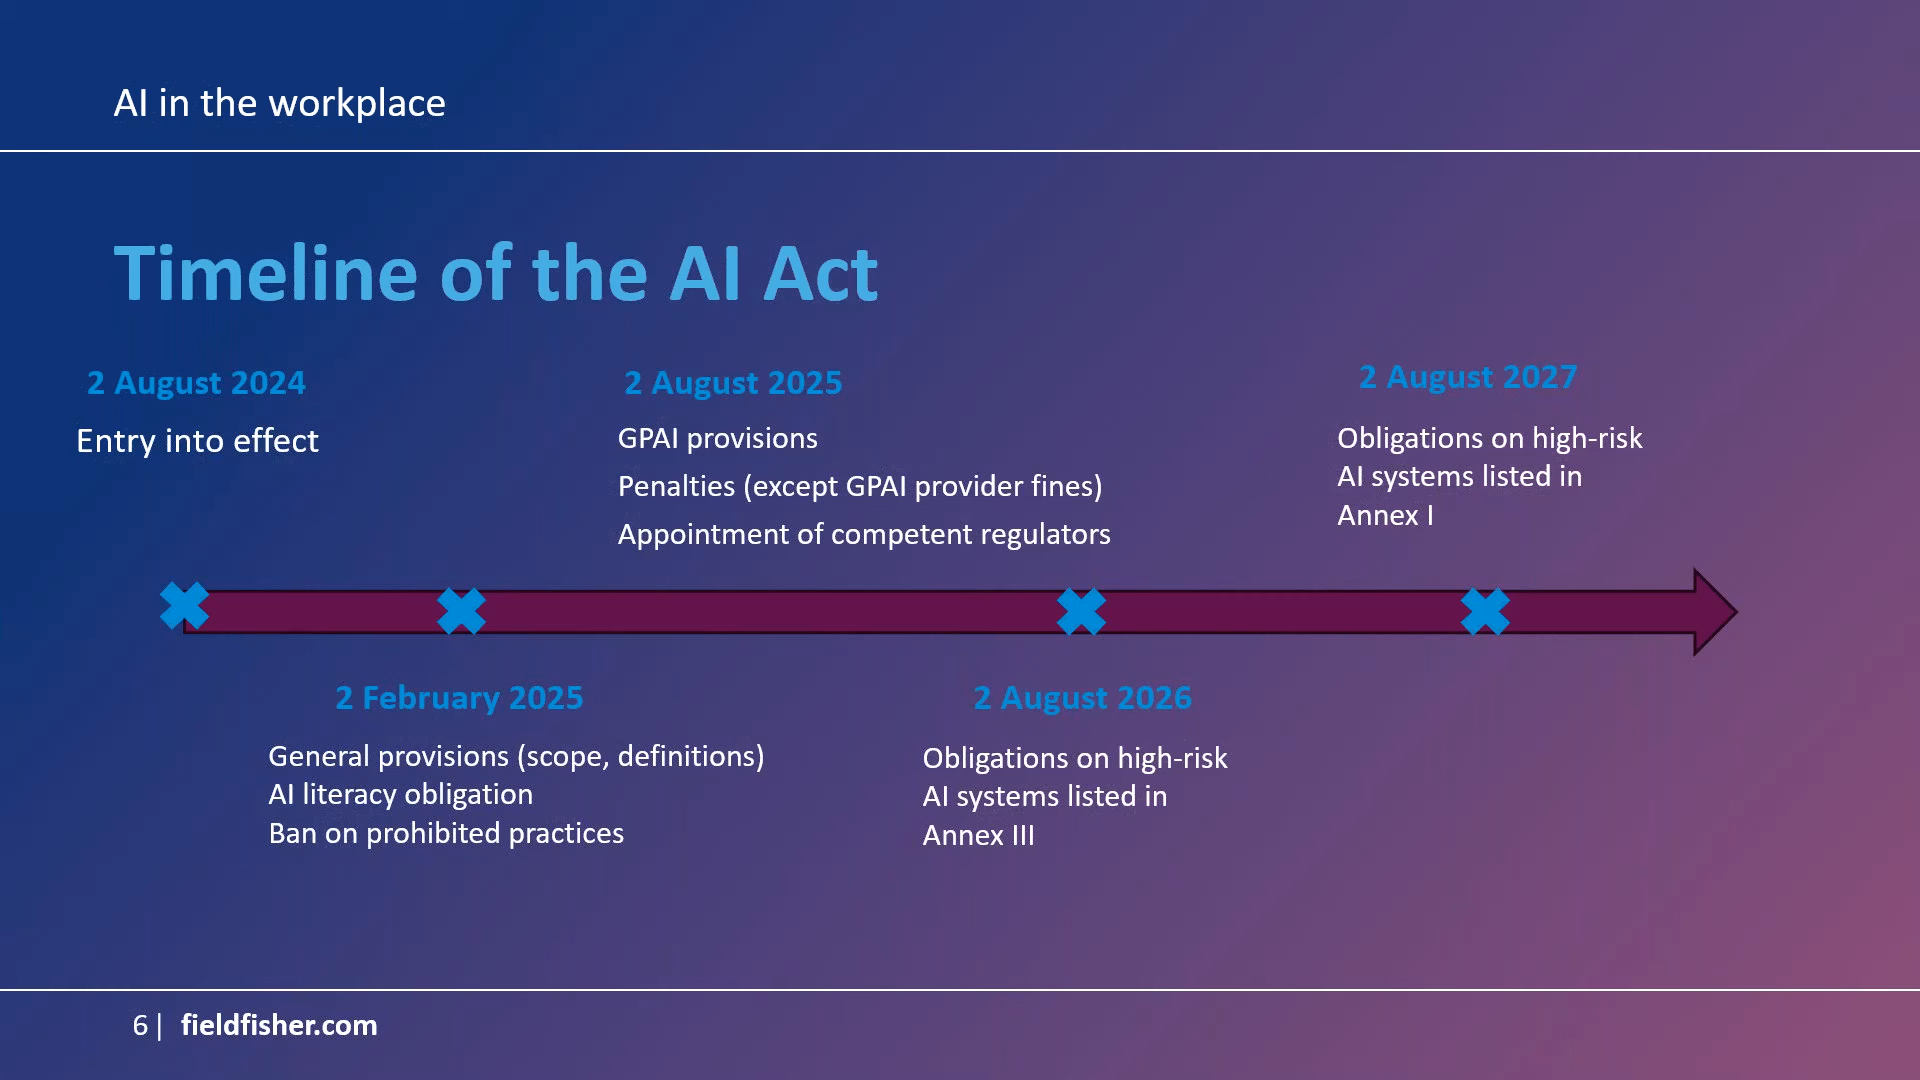 AI in the workplace
Timeline of the AI Act
2 August 2024
Entry into effect
2 August 2025
GPAI provisions
Penalties (except GPAI provider fines)
Appointment of competent regulators
2 August 2027
Obligations on high-risk
AI systems listed in
Annex I
2 February 2025
General provisions (scope, definitions)
AI literacy obligation
Ban on prohibited practices
2 August 2026
Obligations on high-risk
AI systems listed in
Annex III
6 | fieldfisher.com